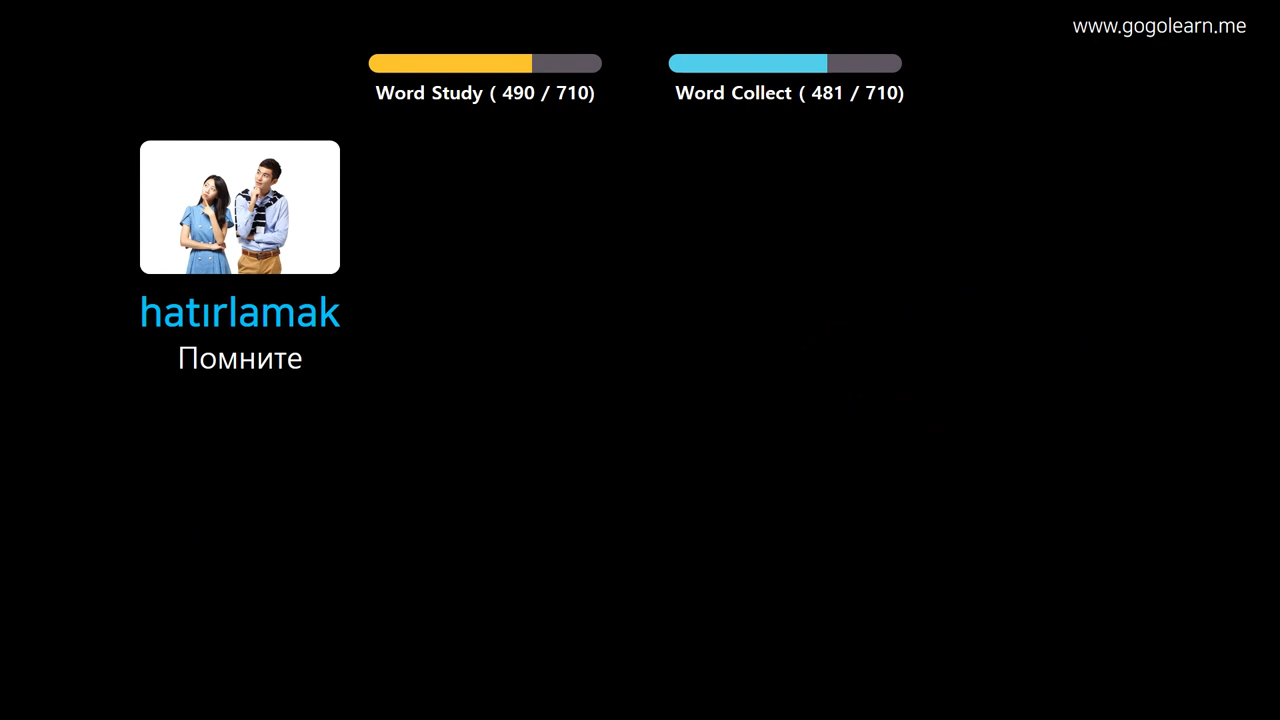 www.gogolearn.me
Word Study ( 490 / 710)
Word Collect ( 481 / 710)
hatırlamak
Помните